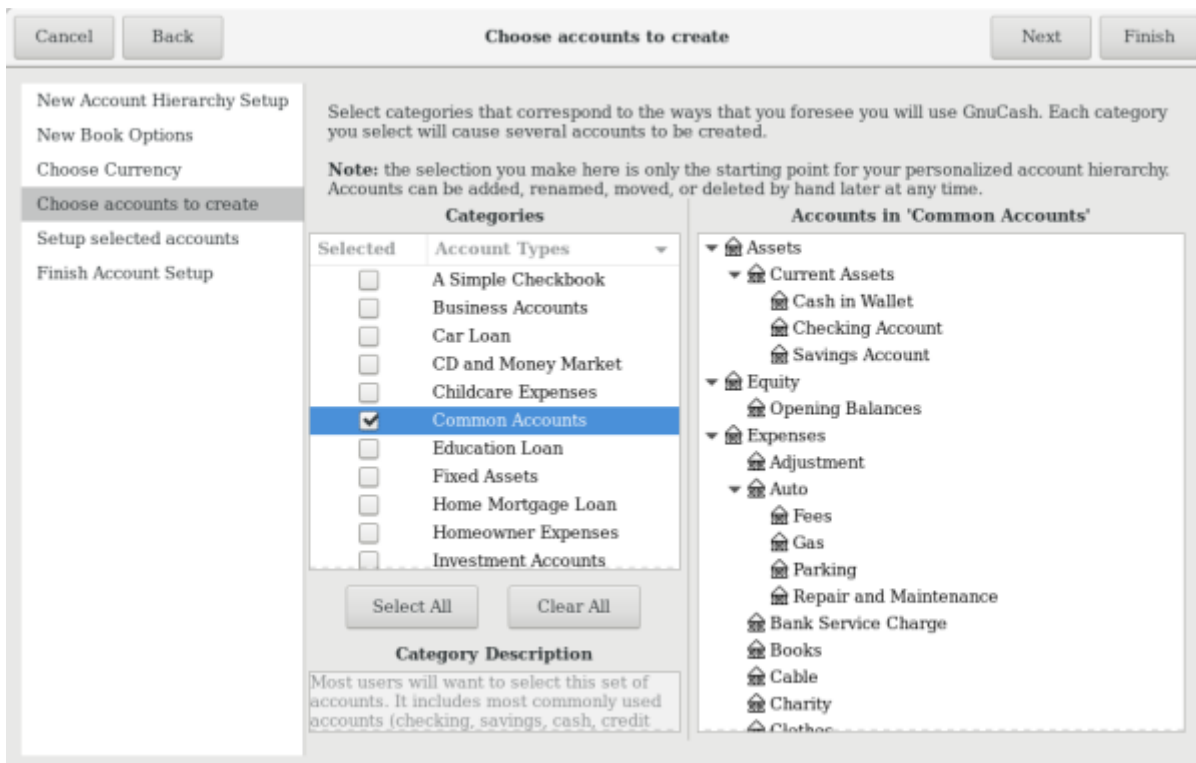 Cancel
Back
Choose accounts to create
Next
Finish
New Account Hierarchy Setup
New Book Options
Choose Currency
Choose accounts to create
Setup selected accounts
Finish Account Setup
Select categories that correspond to the ways that you foresee you will use GnuCash. Each category
you select will cause several accounts to be created.
Note: the selection you make here is only the starting point for your personalized account hierarchy.
Accounts can be added, renamed, moved, or deleted by hand later at any time.
Categories
Selected
Account Types
A Simple Checkbook
Business Accounts
Car Loan
CD and Money Market
Childcare Expenses
Common Accounts
Education Loan
Fixed Assets
Home Mortgage Loan
Homeowner Expenses
Investment Accounts
Select All
Clear All
Category Description
Most users will want to select this set of
accounts. It includes most commonly used
accounts (checking, savings, cash, credit
Accounts in 'Common Accounts'
Assets
Current Assets
Cash in Wallet
Checking Account
Savings Account
Equity
Opening Balances
Expenses
Adjustment
Auto
Fees
Gas
Parking
Repair and Maintenance
Bank Service Charge
Books
Cable
Charity
Clothes